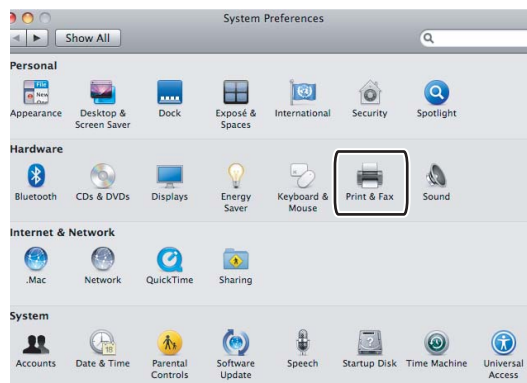 System Preferences
Show All
Personal
Appearance
Desktop &
Screen Saver
Dock
Exposé &
Spaces
International
Security
Spotlight
Hardware
Bluetooth
CDs & DVDs
Displays
Energy
Saver
Keyboard &
Mouse
Print & Fax
Sound
Internet & Network
.Mac
Network
QuickTime
Sharing
System
Accounts
Date & Time
Parental
Controls
Software
Update
Speech
Startup Disk
Time Machine
Universal
Access